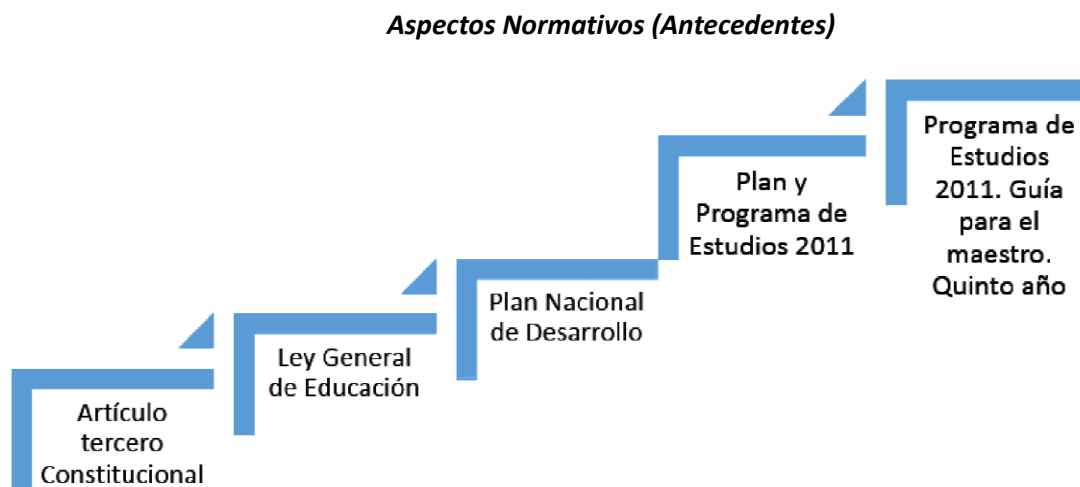 Aspectos Normativos (Antecedentes)
Artículo
tercero
Constitucional
Ley General
de Educación
Plan Nacional
de Desarrollo
Plan y
Programa de
Estudios 2011
Programa de
Estudios
2011. Guía
para el
maestro.
Quinto año